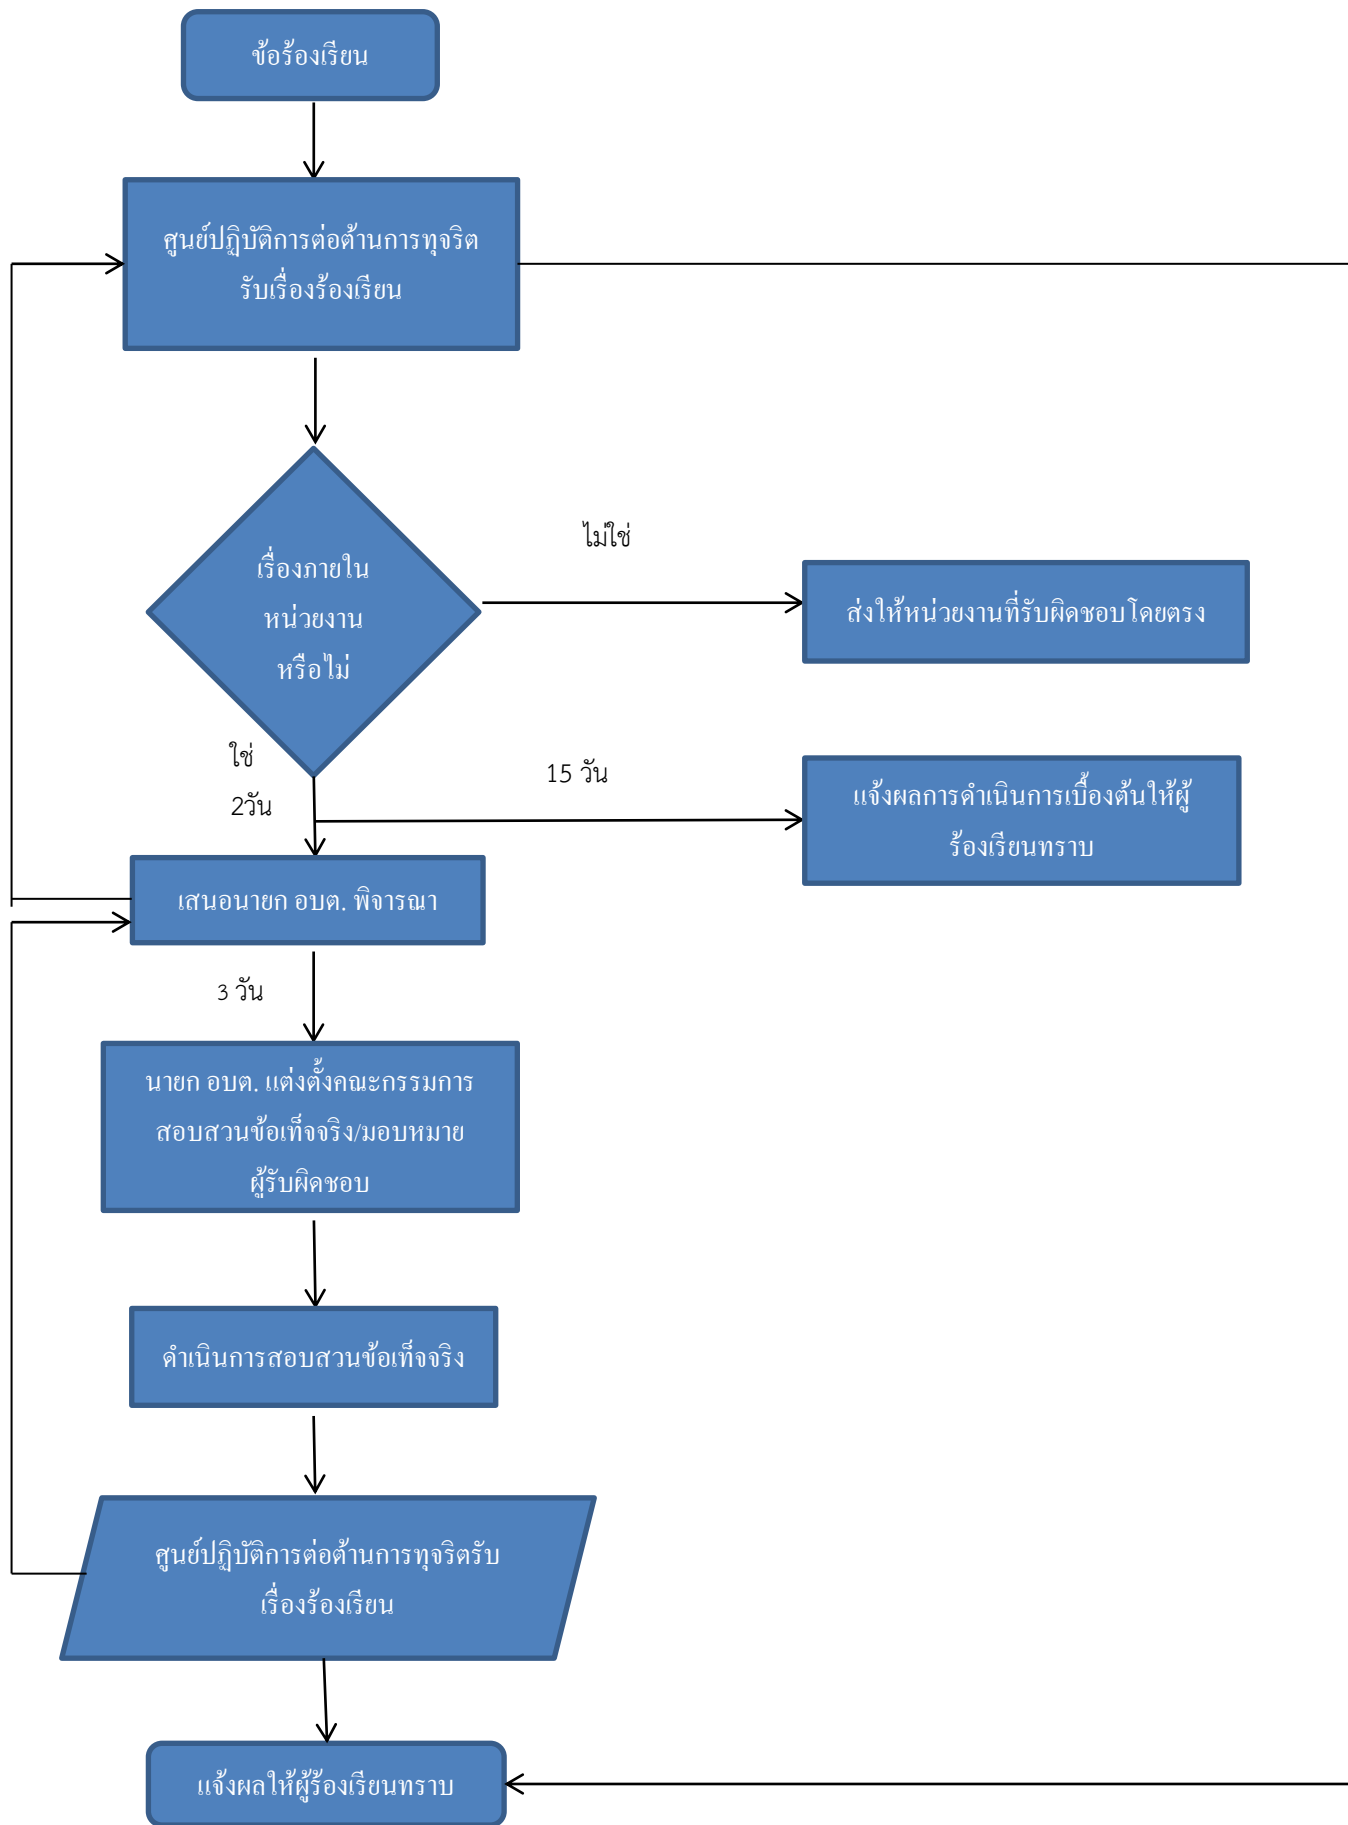 ข้อร้องเรียน
ศูนย์ปฏิบัติการต่อต้านการทุจริต
รับเรื่องร้องเรียน
ไม่ใช่
เรื่องภายใน
หน่วยงาน
หรือไม่
ส่งให้หน่วยงานที่รับผิดชอบโดยตรง
ใช่
2วัน
15 วัน
แจ้งผลการดำเนินการเบื้องต้นให้ผู้
ร้องเรียนทราบ
เสนอนายก อบต. พิจารณา
3 วัน
นายก อบต. แต่งตั้งคณะกรรมการ
สอบสวนข้อเท็จจริง/มอบหมาย
ผู้รับผิดชอบ
ดำเนินการสอบสวนข้อเท็จจริง
ศูนย์ปฏิบัติการต่อต้านการทุจริตรับ
เรื่องร้องเรียน
แจ้งผลให้ผู้ร้องเรียนทราบ